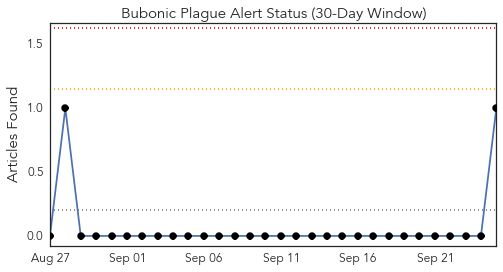 Bubonic Plague Alert Status (30-Day Window)
Articles Found
1.5
1.0
0.5
0.0
Aug 27 Sep 01 Sep 06 Sep 11 Sep 16 Sep 21